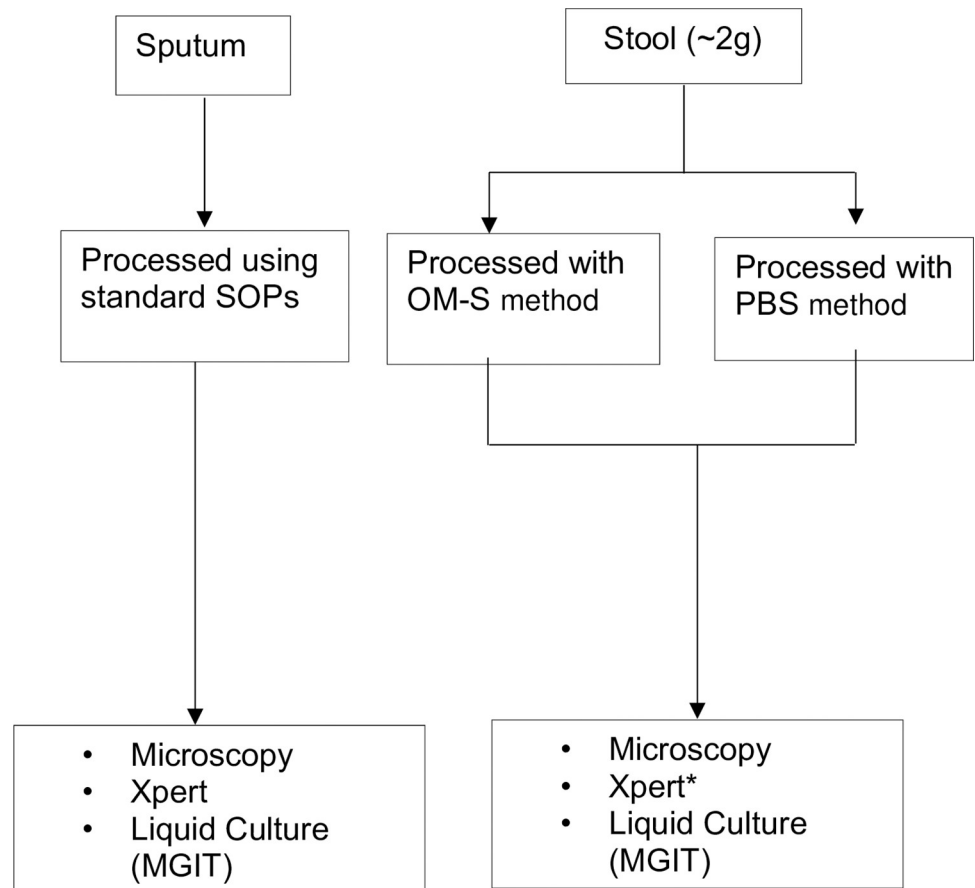 Sputum
Stool (~2g)
Processed using
standard SOPs
Processed with
OM-S method
Processed with
PBS method
• Microscopy
• Xpert
• Liquid Culture
(MGIT)
• Microscopy
• Xpert*
• Liquid Culture
(MGIT)